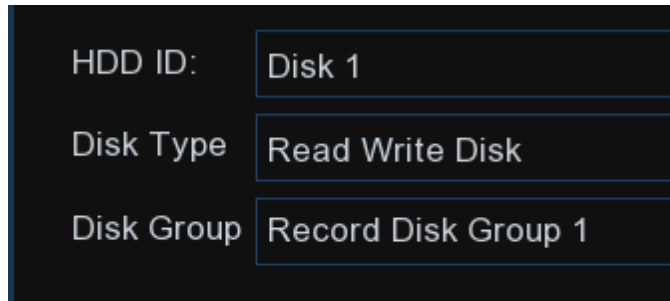 HDD ID: Disk 1
Disk Type Read Write Disk
Disk Group Record Disk Group 1